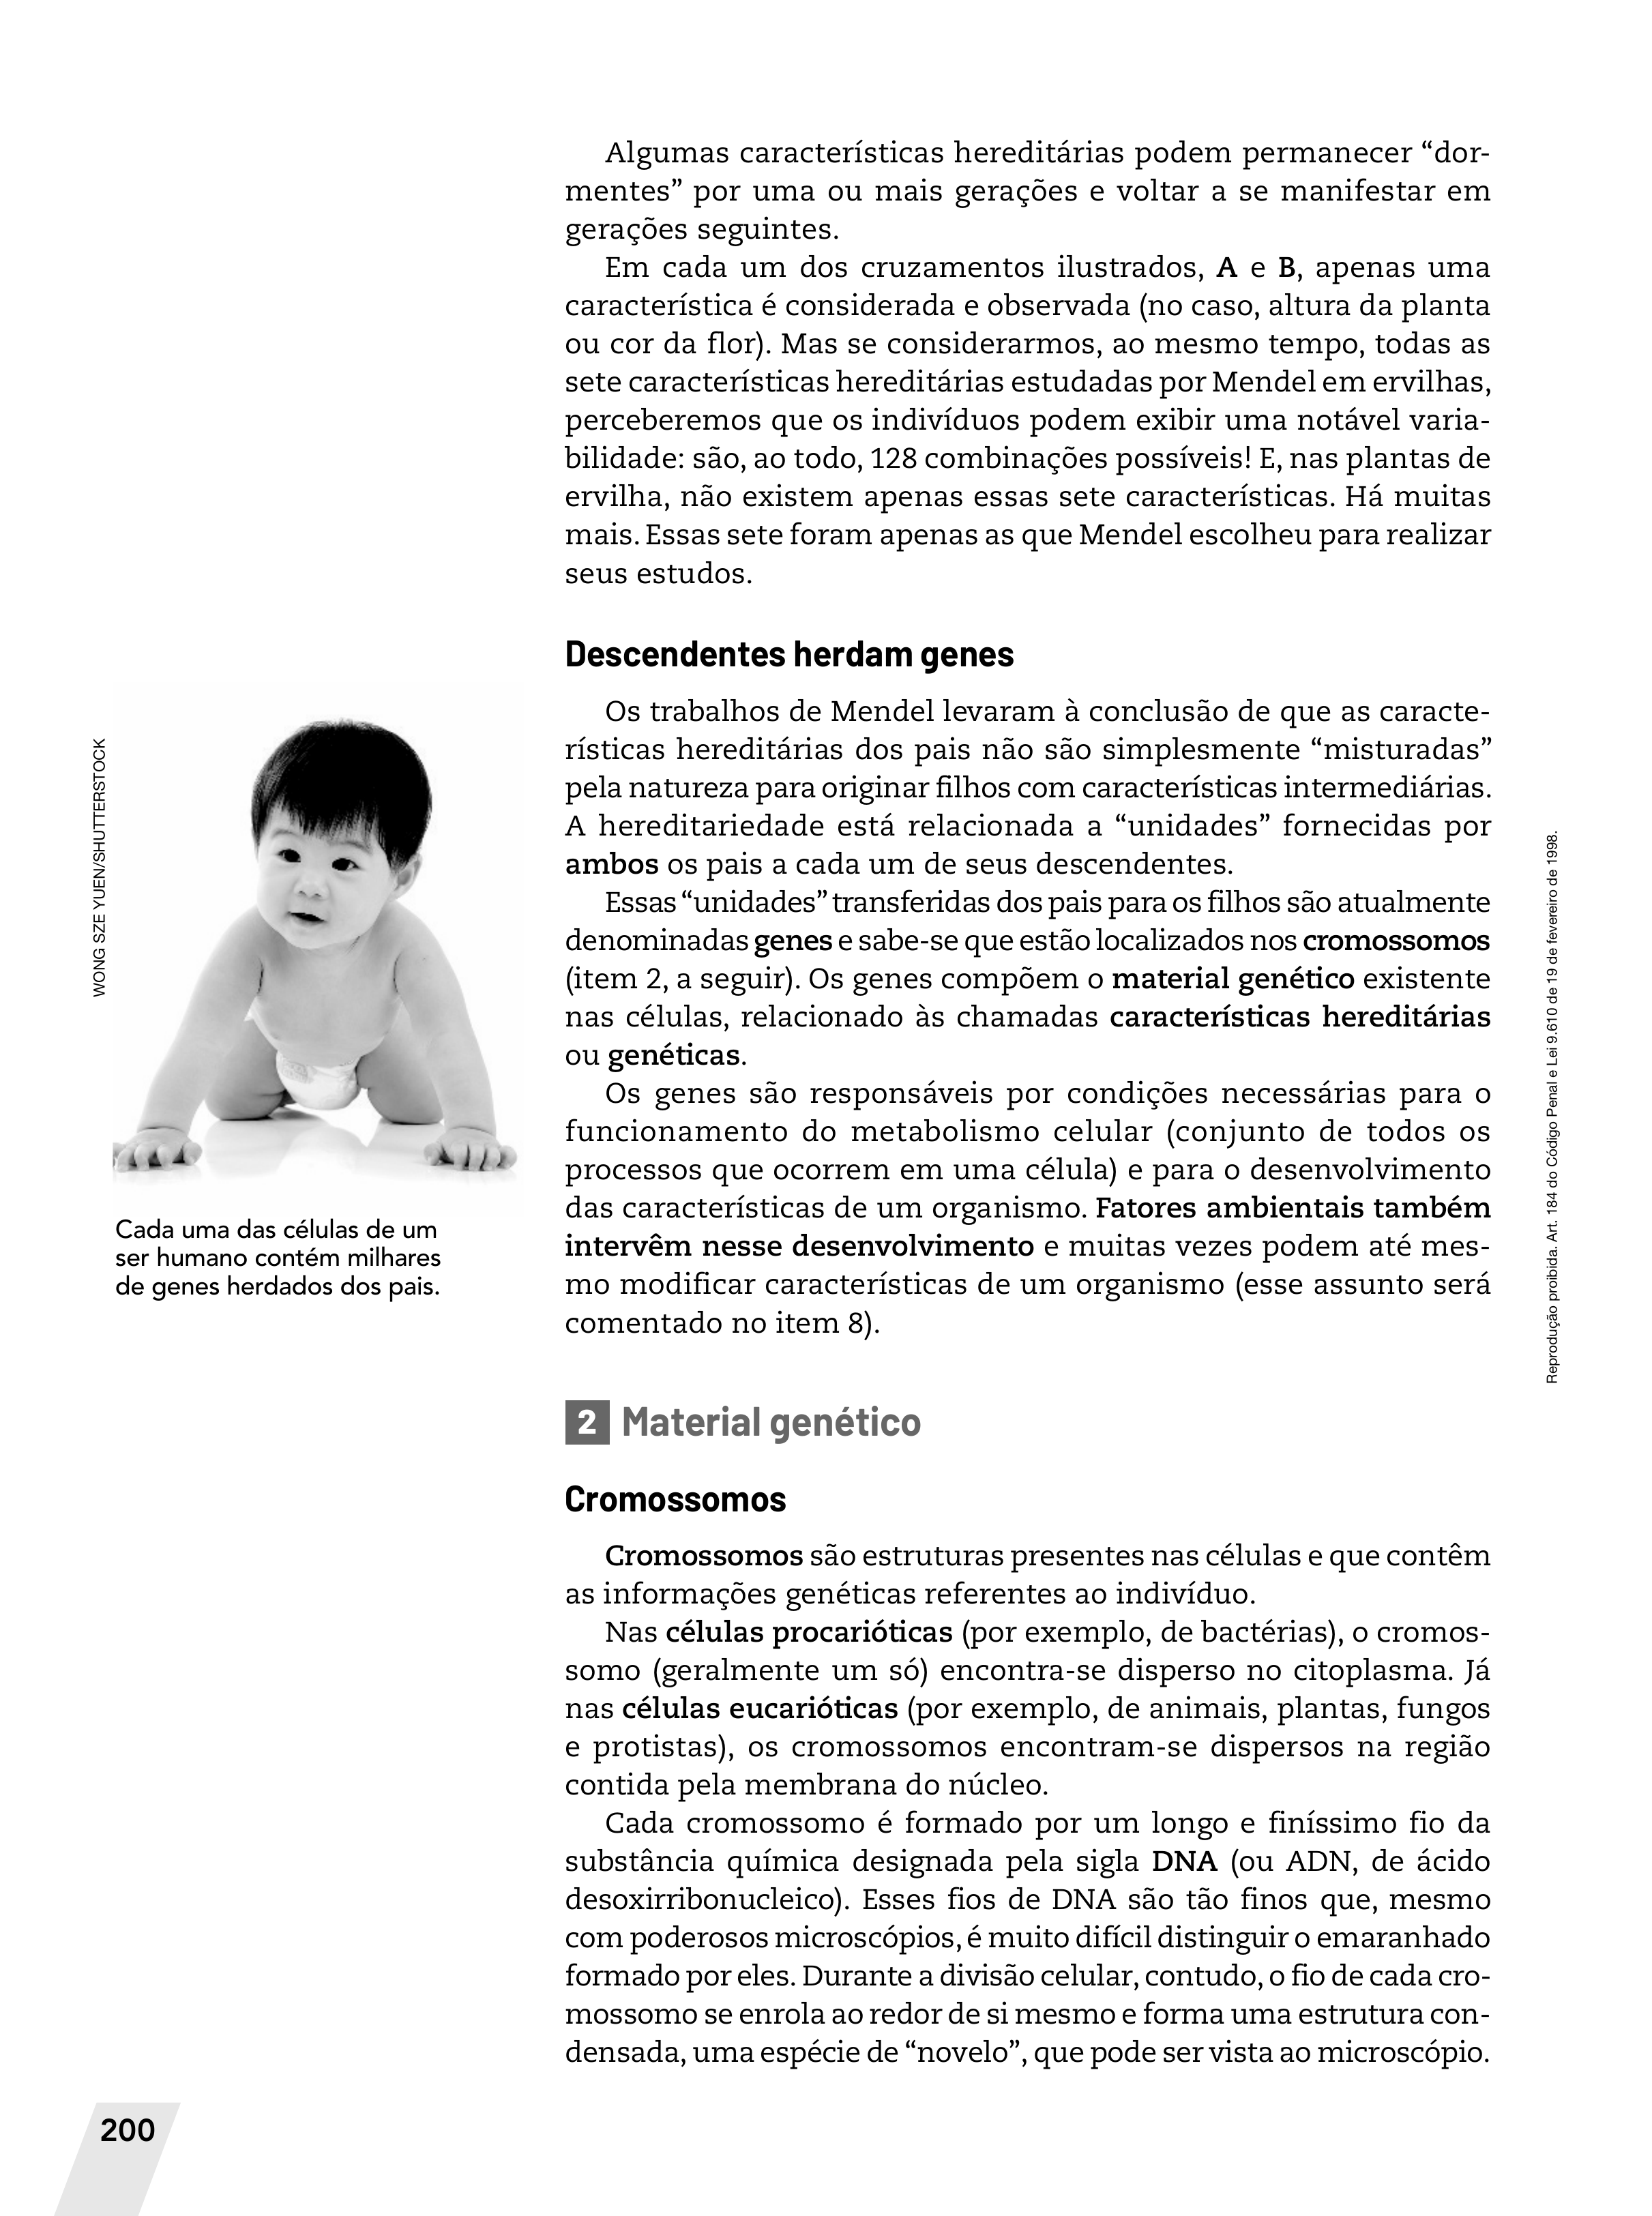 Algumas características hereditárias podem permanecer “dor-
mentes” por uma ou mais gerações e voltar a se manifestar em
gerações seguintes.
Em cada um dos cruzamentos ilustrados, A e B, apenas uma
característica é considerada e observada (no caso, altura da planta
ou cor da flor). Mas se considerarmos, ao mesmo tempo, todas as
sete características hereditárias estudadas por Mendel em ervilhas,
perceberemos que os indivíduos podem exibir uma notável varia-
bilidade: são, ao todo, 128 combinações possíveis! E, nas plantas de
ervilha, não existem apenas essas sete características. Há muitas
mais. Essas sete foram apenas as que Mendel escolheu para realizar
seus estudos.
Descendentes herdam genes
Os trabalhos de Mendel levaram à conclusão de que as caracte-
rísticas hereditárias dos pais não são simplesmente “misturadas”
pela natureza para originar filhos com características intermediárias.
A hereditariedade está relacionada a “unidades” fornecidas por
ambos os pais a cada um de seus descendentes.
Essas “unidades” transferidas dos pais para os filhos são atualmente
denominadas genes e sabe-se que estão localizados nos cromossomos
(item 2, a seguir). Os genes compõem o material genético existente
nas células, relacionado às chamadas características hereditárias
ou genéticas.
Os genes são responsáveis por condições necessárias para o
funcionamento do metabolismo celular (conjunto de todos os
processos que ocorrem em uma célula) e para o desenvolvimento
das características de um organismo. Fatores ambientais também
intervêm nesse desenvolvimento e muitas vezes podem até mes-
mo modificar características de um organismo (esse assunto será
comentado no item 8).
WONG SZE YUEN/SHUTTERSTOCK
Cada uma das células de um
ser humano contém milhares
de genes herdados dos pais.
2 Material genético
Cromossomos
Cromossomos são estruturas presentes nas células e que contêm
as informações genéticas referentes ao indivíduo.
Nas células procarióticas (por exemplo, de bactérias), o cromos-
somo (geralmente um só) encontra-se disperso no citoplasma. Já
nas células eucarióticas (por exemplo, de animais, plantas, fungos
e protistas), os cromossomos encontram-se dispersos na região
contida pela membrana do núcleo.
Cada cromossomo é formado por um longo e finíssimo fio da
substância química designada pela sigla DNA (ou ADN, de ácido
desoxirribonucleico). Esses fios de DNA são tão finos que, mesmo
com poderosos microscópios, é muito difícil distinguir o emaranhado
formado por eles. Durante a divisão celular, contudo, o fio de cada cro-
mossomo se enrola ao redor de si mesmo e forma uma estrutura con-
densada, uma espécie de “novelo”, que pode ser vista ao microscópio.
Reprodução proibida. Art. 184 do Código Penal e Lei 9.610 de 19 de fevereiro de 1998.
200